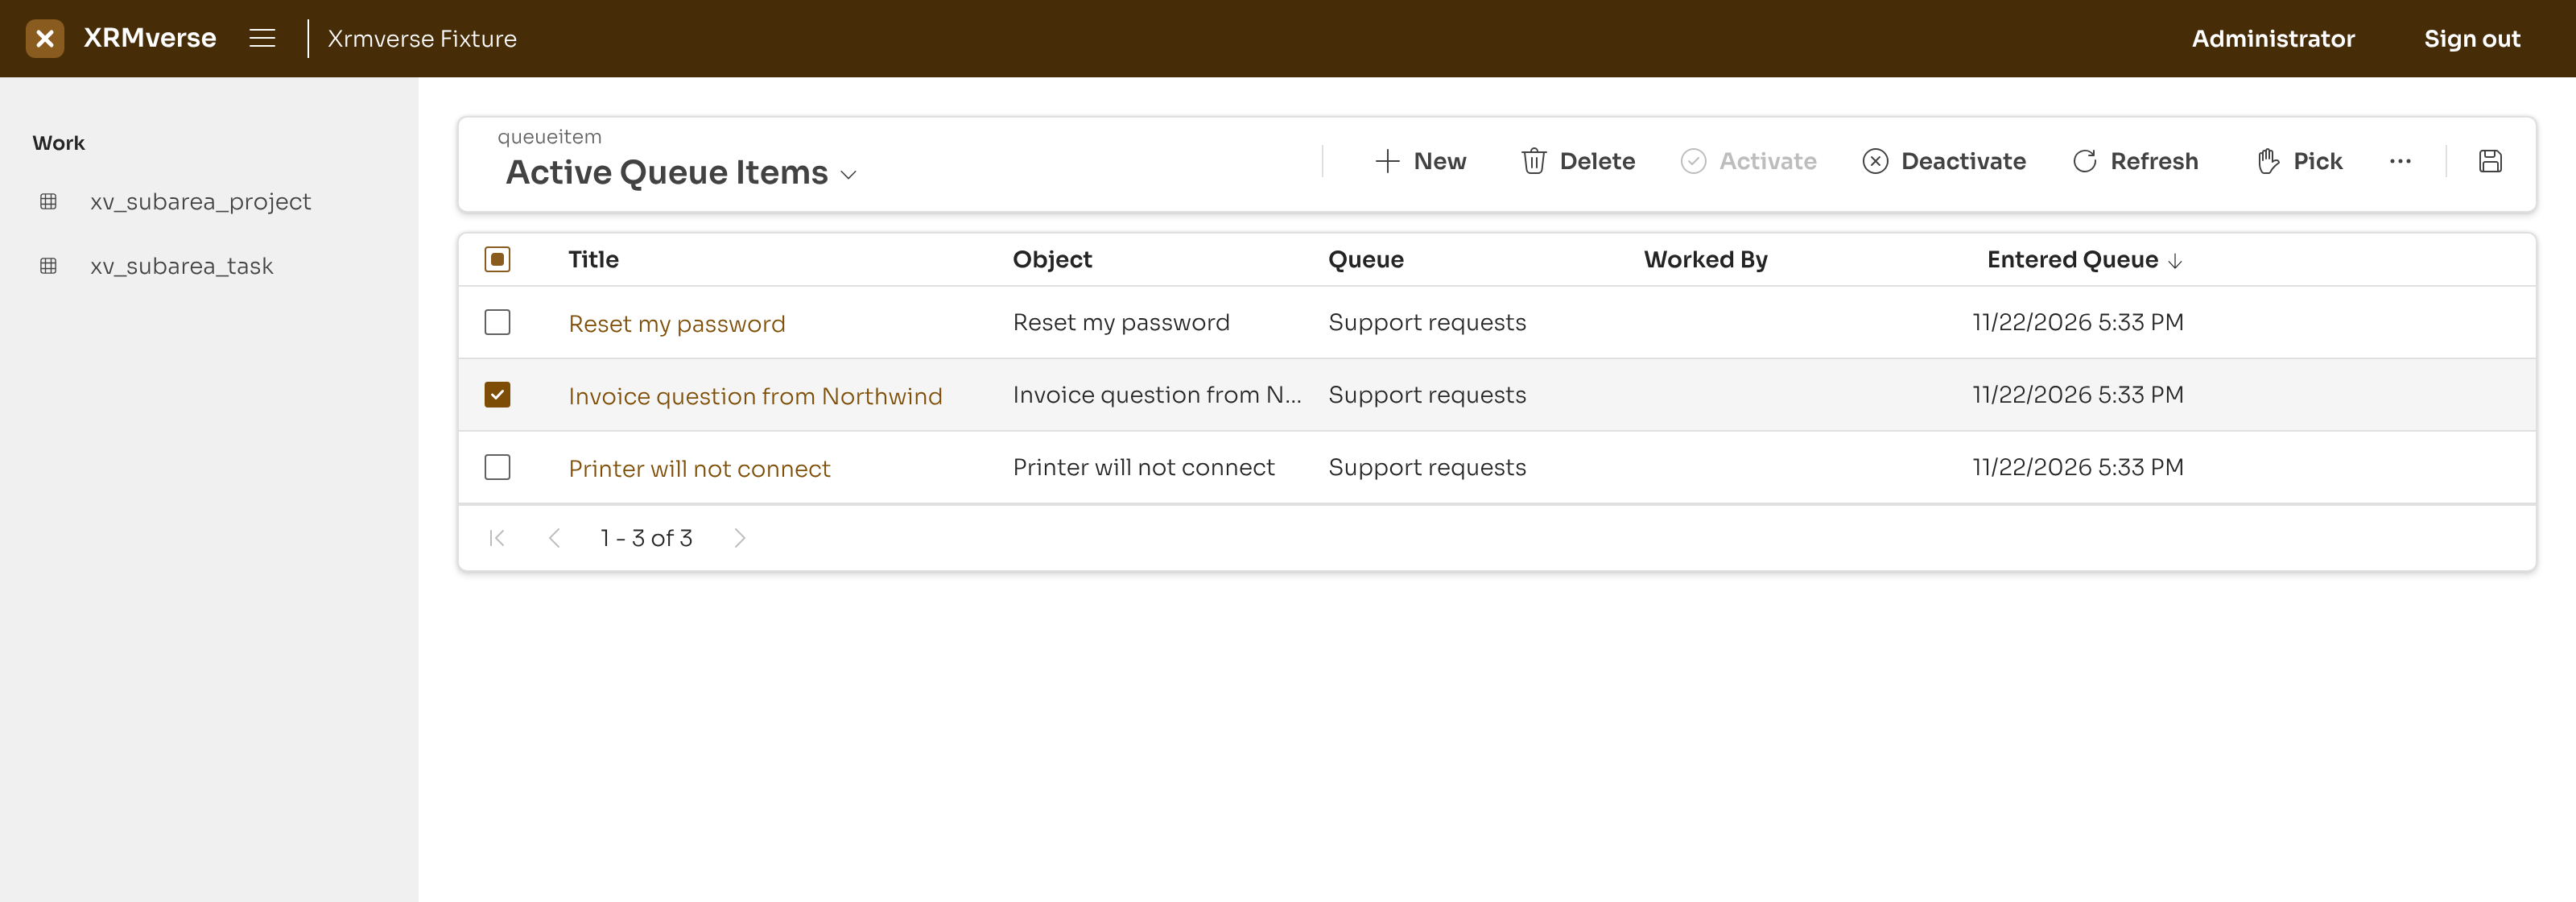 XRMverse
Xrmverse Fixture
Administrator
Sign out
Work
xv_subarea_project
xv_subarea_task
queueitem
Active Queue Items
New
Delete
Activate
Deactivate
Refresh
Pick
Title Object Queue Worked By Entered Queue
Reset my password Reset my password Support requests 11/22/2026 5:33 PM
Invoice question from Northwind Invoice question from N... Support requests 11/22/2026 5:33 PM
Printer will not connect Printer will not connect Support requests 11/22/2026 5:33 PM
1 - 3 of 3